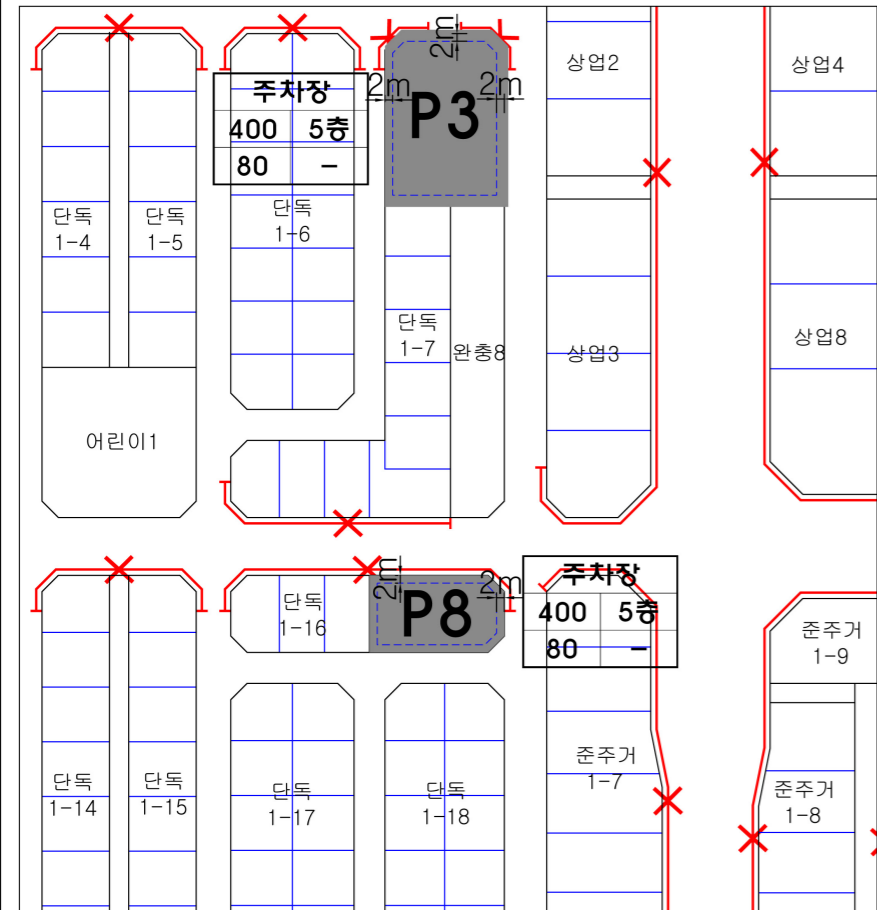 2m
상업2
상업4
2m
2m
주차장
P3
400
5층
80
–
단독
1-4
단독
1-5
단독
1-6
단독
1-7
완충8
상업3
상업8
어린이1
주차장
2m
2m
단독
1-16
P8
400
5층
80
–
준주거
1-9
준주거
1-7
단독
1-14
단독
1-15
단독
1-17
단독
1-18
준주거
1-8